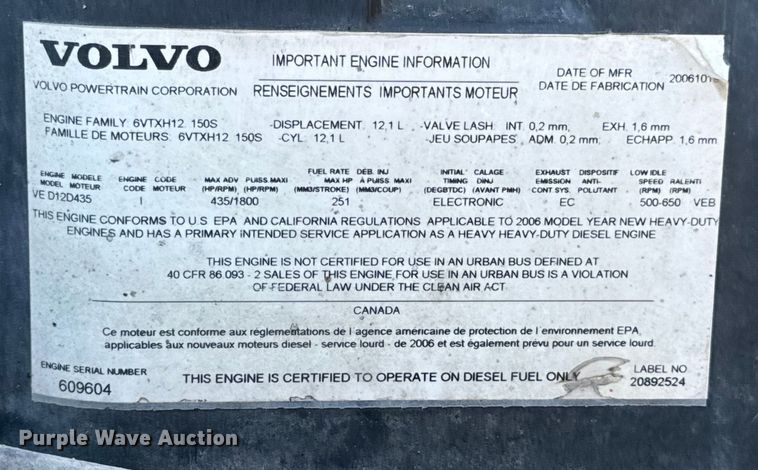 VOLVO
VOLVO POWERTRAIN CORPORATION
IMPORTANT ENGINE INFORMATION
RENSEIGNEMENTS IMPORTANTS MOTEUR
DATE OF MFR
DATE DE FABRICATION
ENGINE FAMILY 6VTXH12 150S -DISPLACEMENT. 12,1 L -VALVE LASH INT. 0,2 mm, EXH. 1,6 mm
FAMILLE DE MOTEURS. 6VTXH12 150S -CYL. 12,1 L -JEU SOUPAPES ADM. 0,2 mm, ECHAPP. 1,6 mm
ENGINE MODELE ENGINE CODE MAX ADV PUISS MAXI FUEL RATE DÉB. INJ INITIAL CALAGE EXHAUST DISPOSITIF LOW IDLE
MODEL MOTEUR CODE MOTEUR (HP/RPM) (HP/RPM) MAX HP À PUISS MAXI TIMING DINJ EMISSION ANTI- SPEED RALENTI
(MM3/STROKE) (MM3/COUP) (DEGBTDC) (AVANT PMH) CONT SYS. POLUTANT (RPM) (RPM)
VE D12D435 I 435/1800 251 ELECTRONIC EC 500-650 VEB
THIS ENGINE CONFORMS TO U S EPA AND CALIFORNIA REGULATIONS APPLICABLE TO 2006 MODEL YEAR NEW HEAVY-DUTY
ENGINES AND HAS A PRIMARY INTENDED SERVICE APPLICATION AS A HEAVY HEAVY-DUTY DIESEL ENGINE
THIS ENGINE IS NOT CERTIFIED FOR USE IN AN URBAN BUS DEFINED AT
40 CFR 86 093 - 2 SALES OF THIS ENGINE FOR USE IN AN URBAN BUS IS A VIOLATION
OF FEDERAL LAW UNDER THE CLEAN AIR ACT
CANADA
Ce moteur est conforme aux réglementations de l'agence américaine de protection de l'environnement EPA,
applicables aux nouveaux moteurs diesel - service lourd - de 2006 et est également prévu pour un service lourd.
ENGINE SERIAL NUMBER
609604
THIS ENGINE IS CERTIFIED TO OPERATE ON DIESEL FUEL ONLY
LABEL NO
20892524
Purple Wave Auction